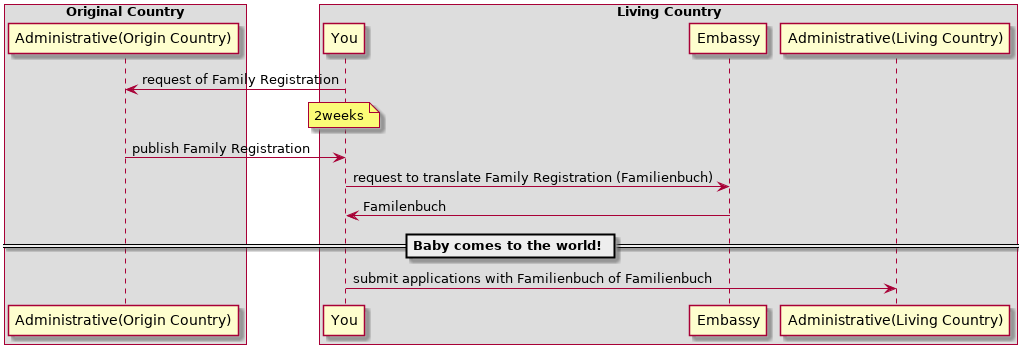 Original Country
Living Country
Administrative(Origin Country)
You
Embassy
Administrative(Living Country)
request of Family Registration
2weeks
publish Family Registration
request to translate Family Registration (Familienbuch)
Familenbuch
Baby comes to the world!
submit applications with Familienbuch of Familienbuch
Administrative(Origin Country)
You
Embassy
Administrative(Living Country)